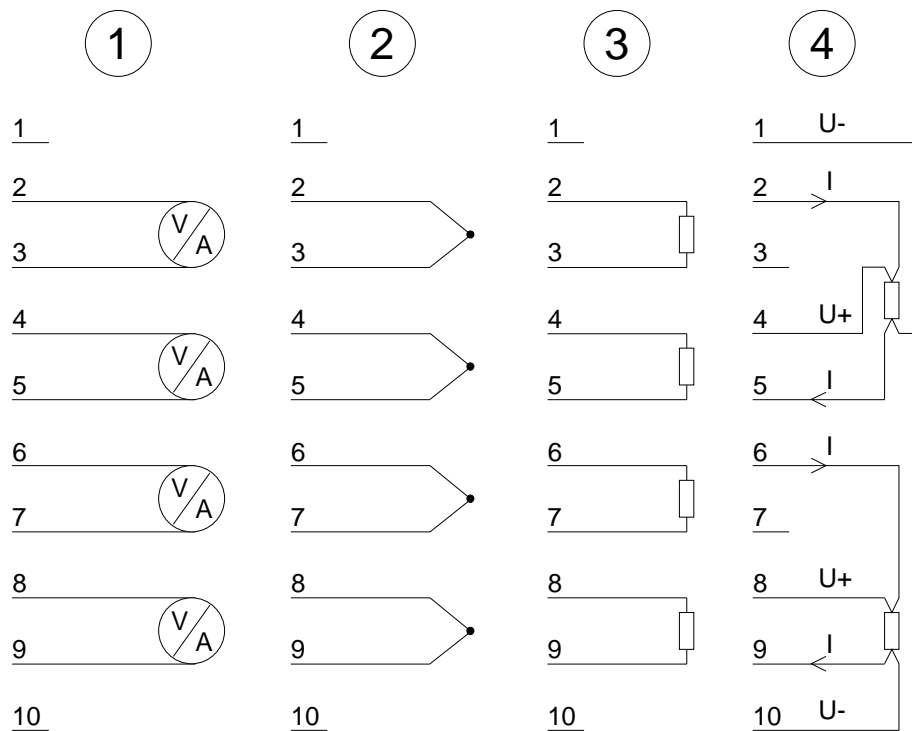 1 2 3 4
1 1 1 1 U-
2 2 2 2 I
V
A
3 3 3 3
4 4 4 4 U+
V
A
5 5 5 5 I
6 6 6 6 I
V
A
7 7 7 7
8 8 8 8 U+
V
A
9 9 9 9 I
10 10 10 10 U-